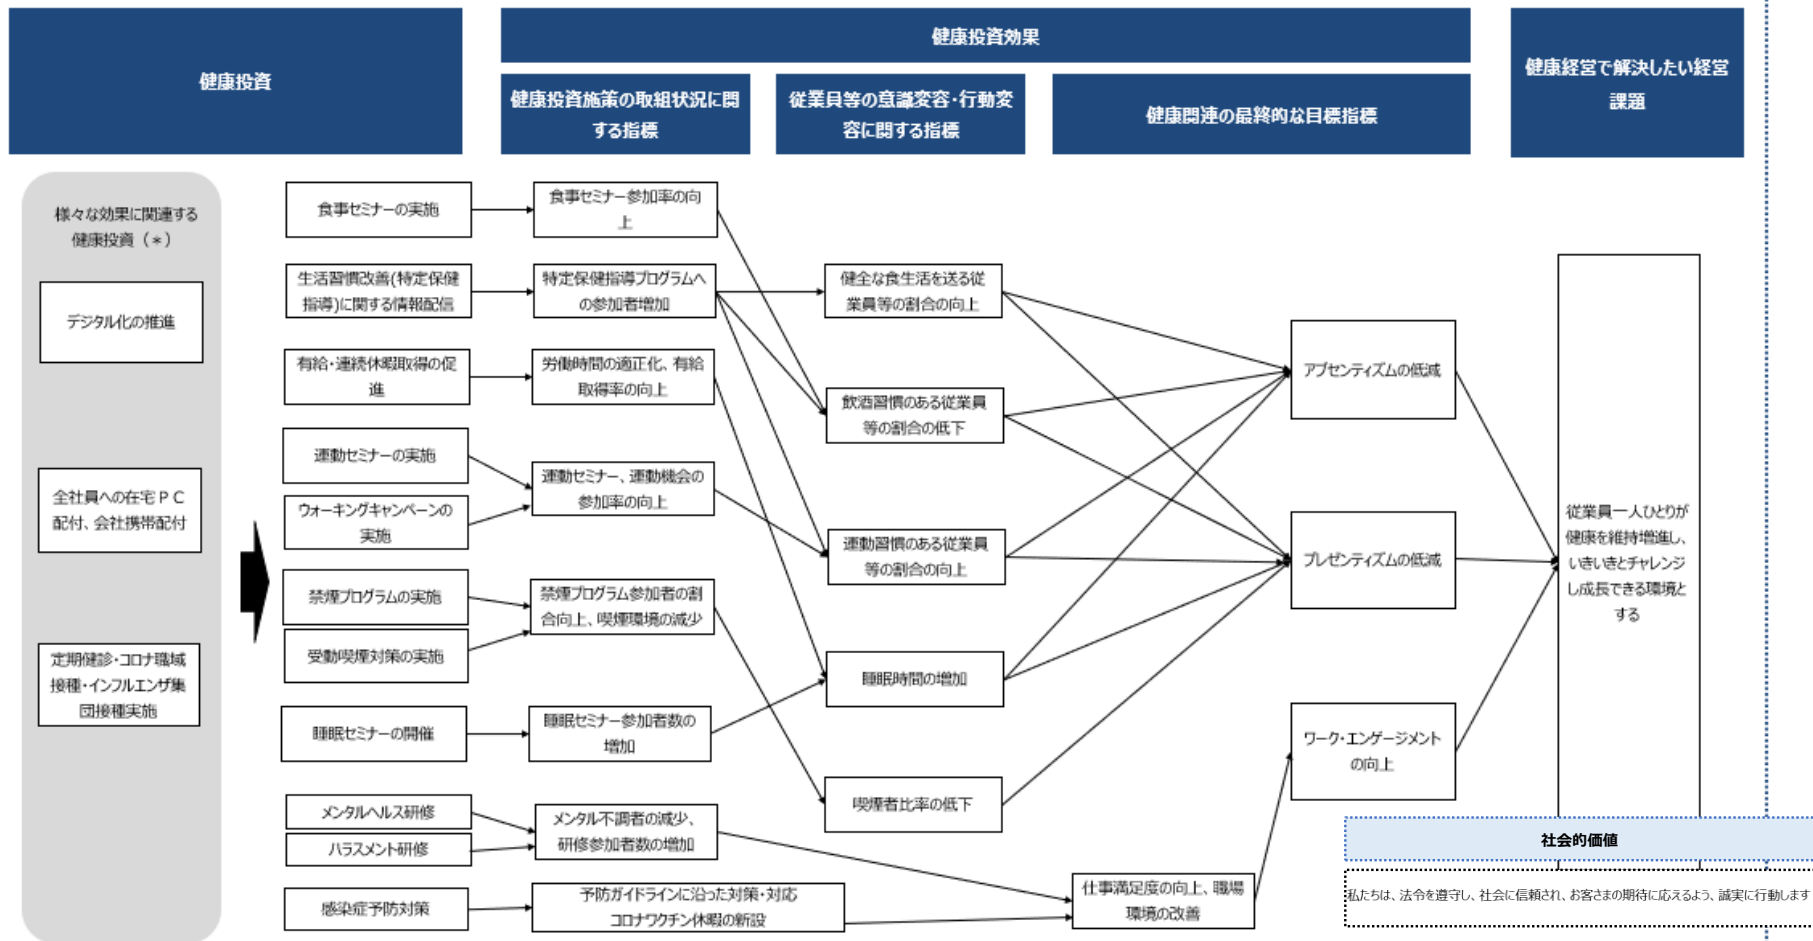 健康投資
健康投資効果
健康投資施策の取組状況に関
する指標
従業員等の意識変容・行動変
容に関する指標
健康関連の最終的な目標指標
健康経営で解決したい経営
課題
様々な効果に関連する
健康投資（＊）
デジタル化の推進
全社員への在宅ＰＣ
配付、会社携帯配付
定期健診・コロナ職域
接種・インフルエンザ集
団接種実施
食事セミナーの実施
生活習慣改善(特定保健
指導)に関する情報配信
有給・連続休暇取得の促
進
運動セミナーの実施
ウォーキングキャンペーンの
実施
禁煙プログラムの実施
受動喫煙対策の実施
睡眠セミナーの開催
メンタルヘルス研修
ハラスメント研修
感染症予防対策
食事セミナー参加率の向
上
特定保健指導プログラムへ
の参加者増加
労働時間の適正化、有給
取得率の向上
運動セミナー、運動機会の
参加率の向上
禁煙プログラム参加者の割
合向上、喫煙環境の減少
睡眠セミナー参加者数の
増加
メンタル不調者の減少、
研修参加者数の増加
予防ガイドラインに沿った対策・対応
コロナワクチン休暇の新設
健全な食生活を送る従
業員等の割合の向上
飲酒習慣のある従業員
等の割合の低下
運動習慣のある従業員
等の割合の向上
睡眠時間の増加
喫煙者比率の低下
仕事満足度の向上、職場
環境の改善
アブセンティズムの低減
プレゼンティズムの低減
ワーク・エンゲージメント
の向上
従業員一人ひとりが
健康を維持増進し、
いきいきとチャレンジ
し成長できる環境と
する
社会的価値
私たちは、法令を遵守し、社会に信頼され、お客さまの期待に応えるよう、誠実に行動します